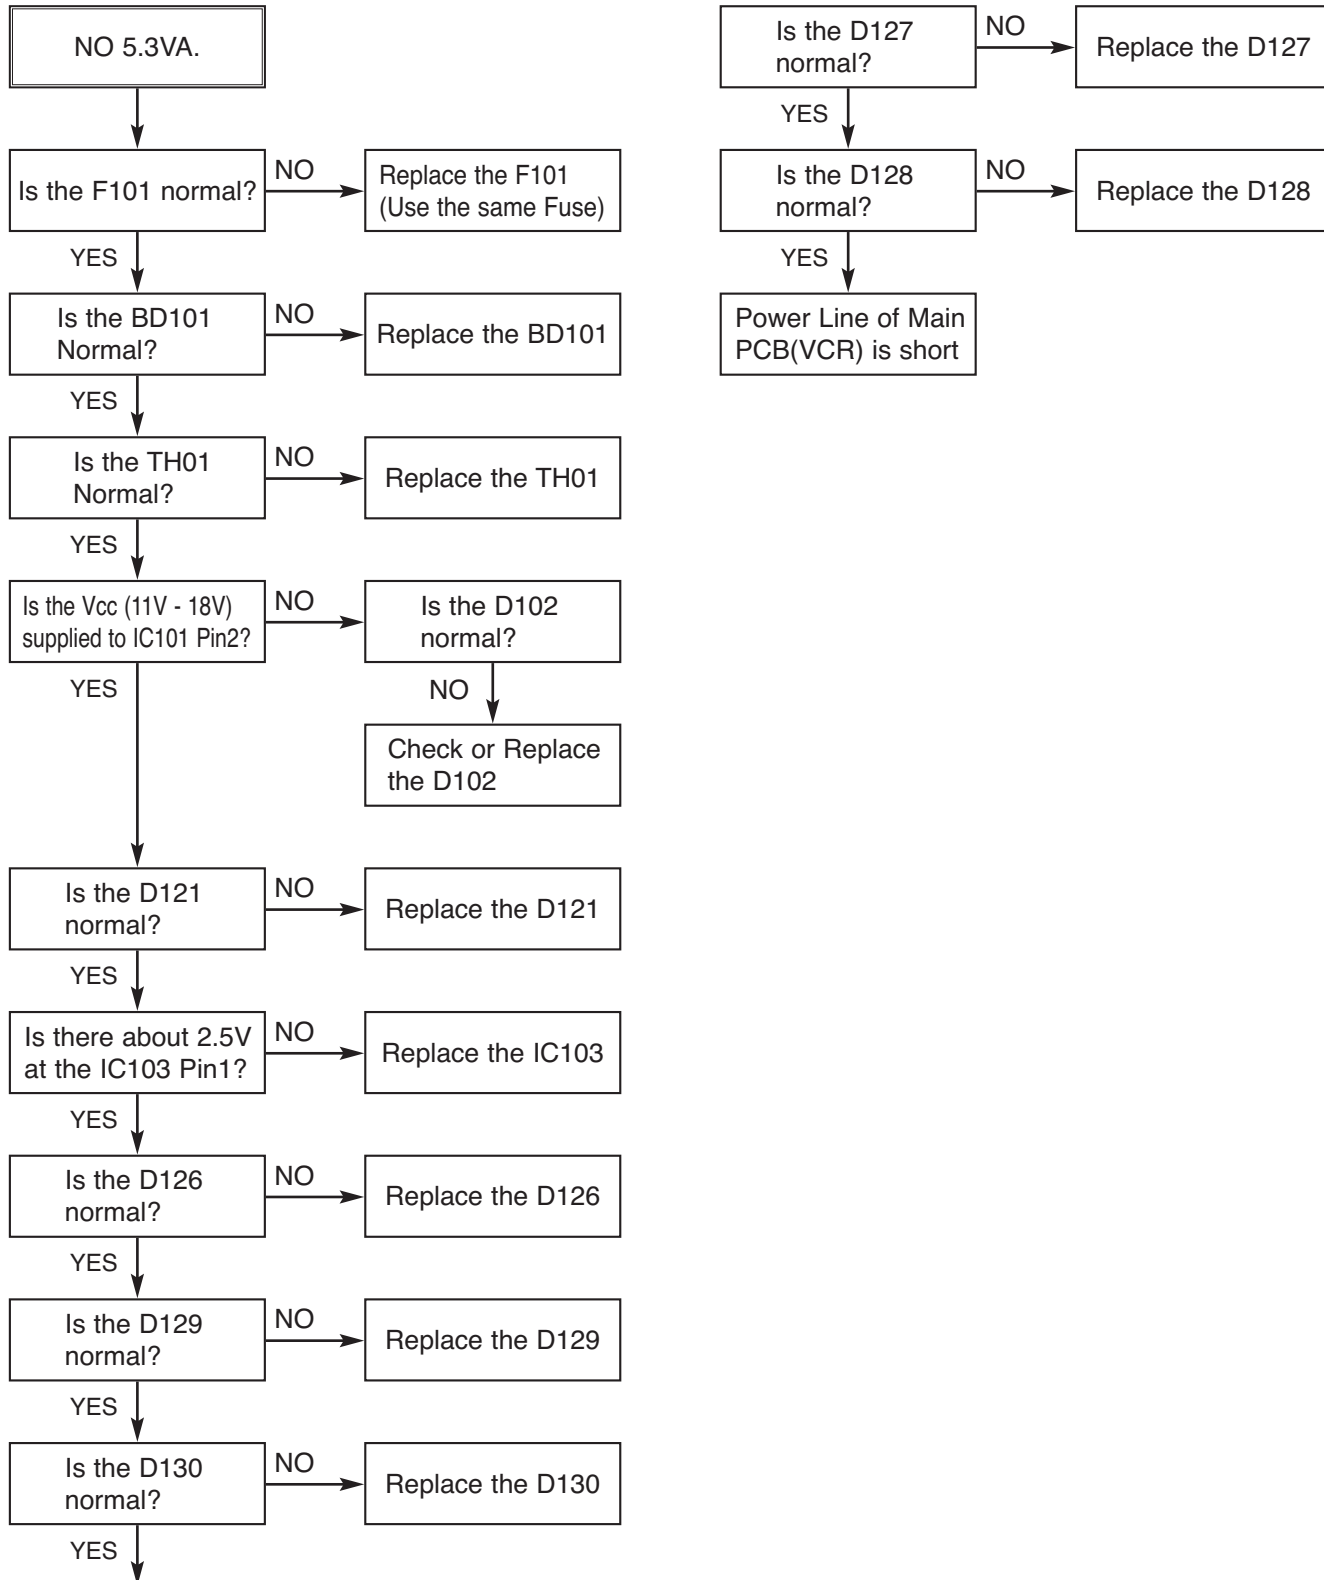 NO 5.3VA.
Is the F101 normal?
NO
Replace the F101
(Use the same Fuse)
YES
Is the BD101
Normal?
NO
Replace the BD101
YES
Is the TH01
Normal?
NO
Replace the TH01
YES
Is the Vcc (11V - 18V)
supplied to IC101 Pin2?
NO
Is the D102
normal?
NO
Check or Replace
the D102
YES
Is the D121
normal?
NO
Replace the D121
YES
Is there about 2.5V
at the IC103 Pin1?
NO
Replace the IC103
YES
Is the D126
normal?
NO
Replace the D126
YES
Is the D129
normal?
NO
Replace the D129
YES
Is the D130
normal?
NO
Replace the D130
YES
Is the D127
normal?
NO
Replace the D127
YES
Is the D128
normal?
NO
Replace the D128
YES
Power Line of Main
PCB(VCR) is short